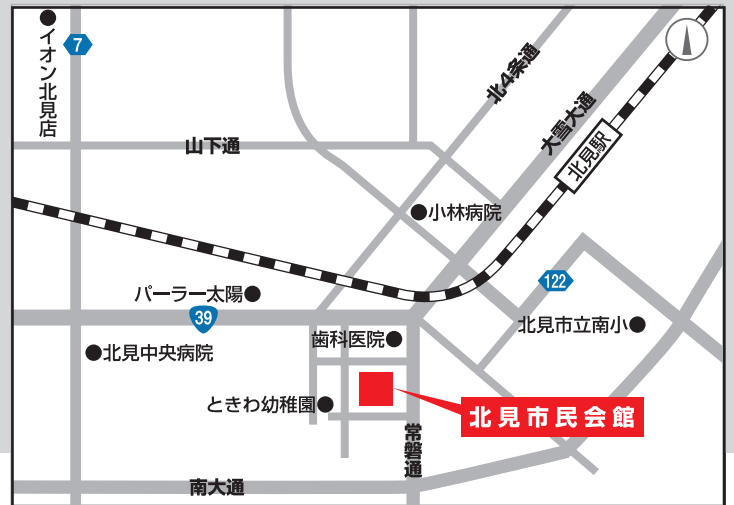 イオン北見店
7
北4条通
大雪大通
山下通
北見駅
小林病院
パーラー太陽
122
39
北見市立南小
歯科医院
北見中央病院
ときわ幼稚園
北見市民会館
常磐通
南大通